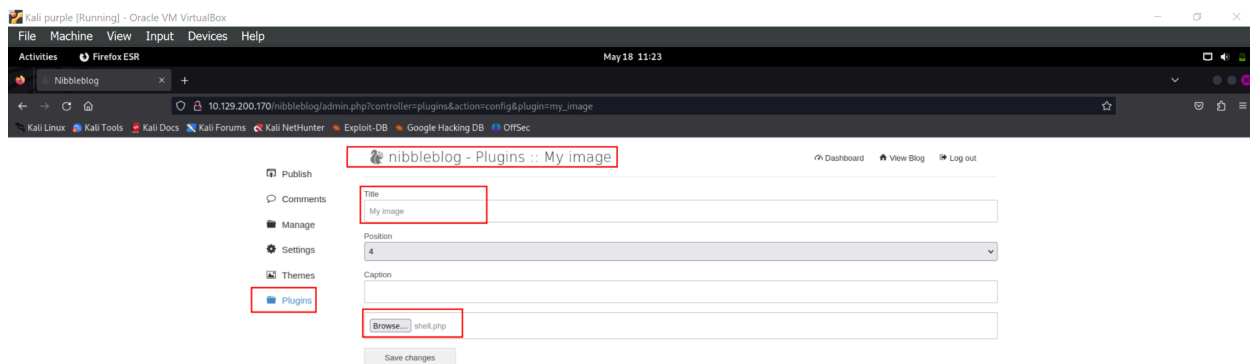 Kali purple [Running] - Oracle VM VirtualBox
File Machine View Input Devices Help
Activities Firefox ESR May 18 11:23
Nibbleblog × +
10.129.200.170/nibbleblog/admin.php?controller=plugins&action=config&plugin=my_image
Kali Linux Kali Tools Kali Docs Kali Forums Kali NetHunter Exploit-DB Google Hacking DB OffSec
nibbleblog - Plugins :: My image Dashboard View Blog Log out
Publish
Comments
Manage
Settings
Themes
Plugins
Title
My image
Position
4
Caption
Browse... shell.php
Save changes